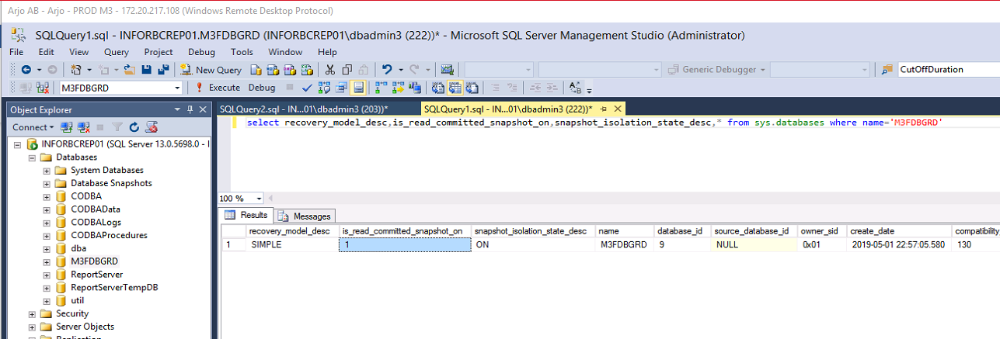 Arjo AB - Arjo - PROD M3 - 172.20.217.108 (Windows Remote Desktop Protocol)
SQLQuery1.sql - INFORBCREP01.M3FDBGRD (INFORBCREP01\dbadmin3 (222))* - Microsoft SQL Server Management Studio (Administrator)
File Edit View Query Project Debug Tools Window Help
New Query Generic Debugger CutOffDuration
M3FDBGRD Execute Debug
Object Explorer
SQLQuery2.sql - IN...01\dbadmin3 (203))* SQLQuery1.sql - IN...01\dbadmin3 (222))*
Connect
select recovery_model_desc,is_read_committed_snapshot_on,snapshot_isolation_state_desc,* from sys.databases where name='M3FDBGRD'
INFORBCREP01 (SQL Server 13.0.5698.0 - I
Databases
System Databases
Database Snapshots
CODBA
CODBAData
CODBALogs
CODBAProcedures
dba
M3FDBGRD
ReportServer
ReportServerTempDB
util
Security
Server Objects
Replication
100 %
Results Messages
recovery_model_desc is_read_committed_snapshot_on snapshot_isolation_state_desc name database_id source_database_id owner_sid create_date compatibility
1 SIMPLE 1 ON M3FDBGRD 9 NULL 0x01 2019-05-01 22:57:05.580 130